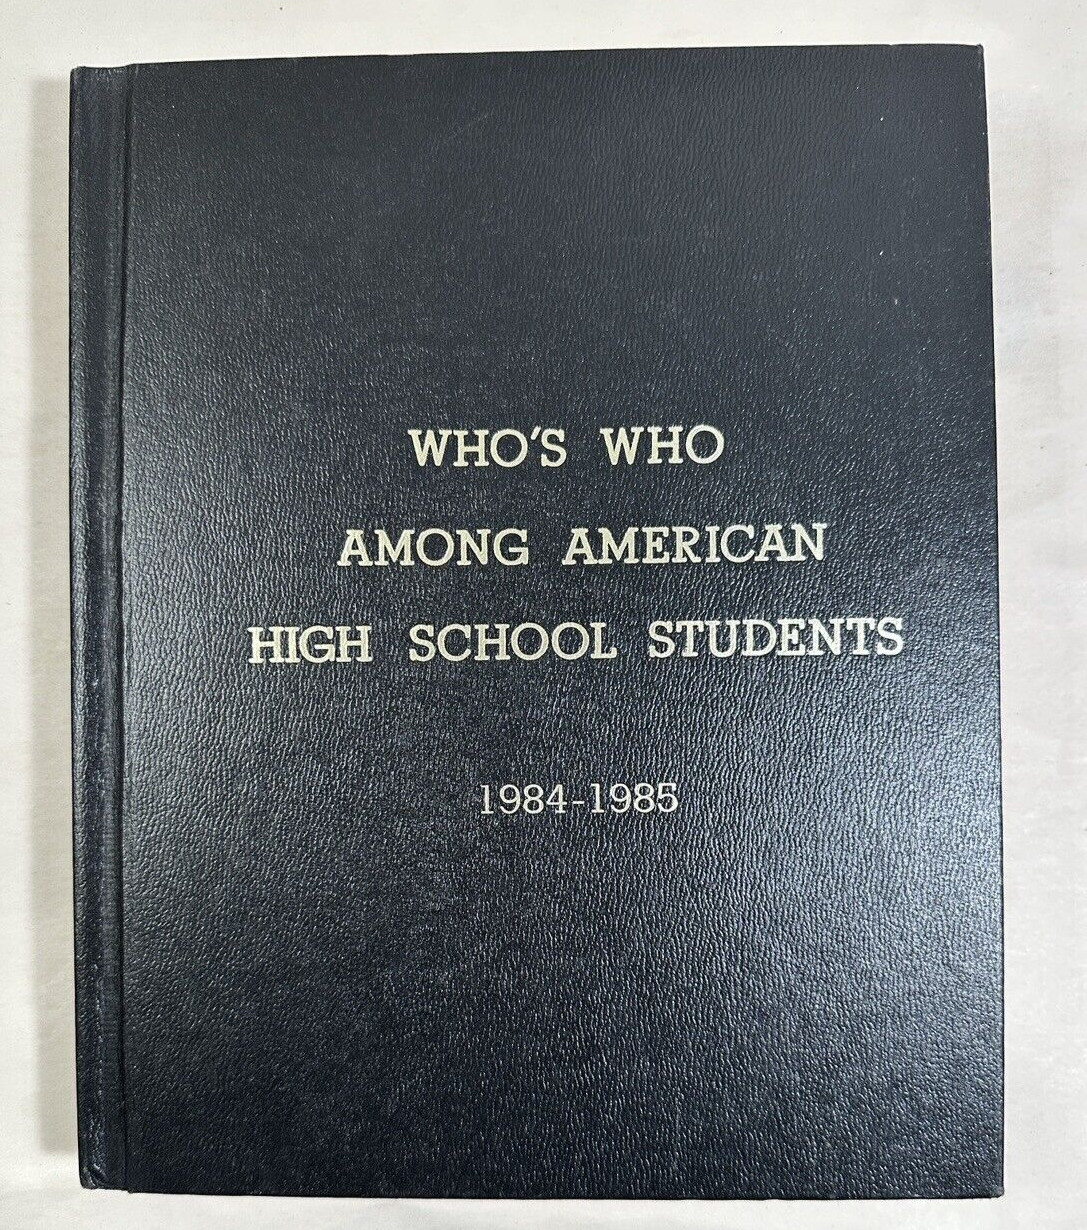 WHO'S WHO
AMONG AMERICAN
HIGH SCHOOL STUDENTS
1984-1985